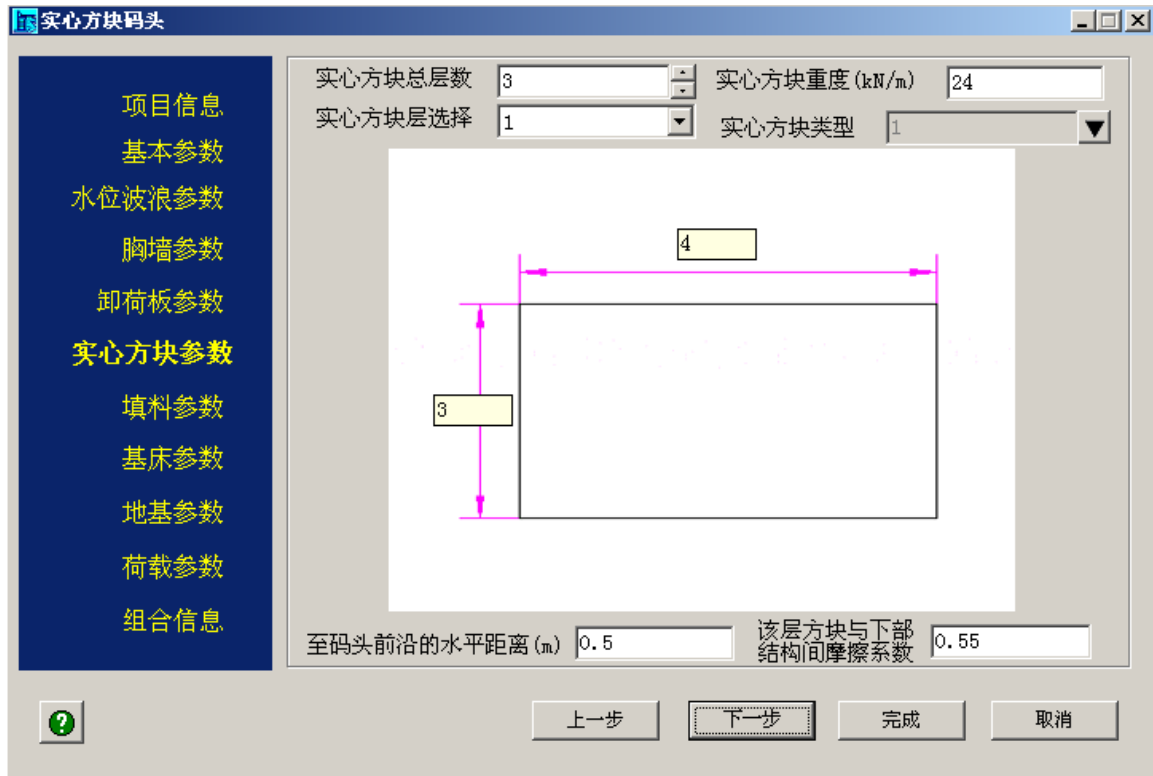 实心方块码头
项目信息
基本参数
水位波浪参数
胸墙参数
卸荷板参数
实心方块参数
填料参数
基床参数
地基参数
荷载参数
组合信息
实心方块总层数 3 实心方块重度(kN/m) 24
实心方块层选择 1 实心方块类型 1
4
3
至码头前沿的水平距离(m) 0.5
该层方块与下部
结构间摩擦系数 0.55
上一步 下一步 完成 取消